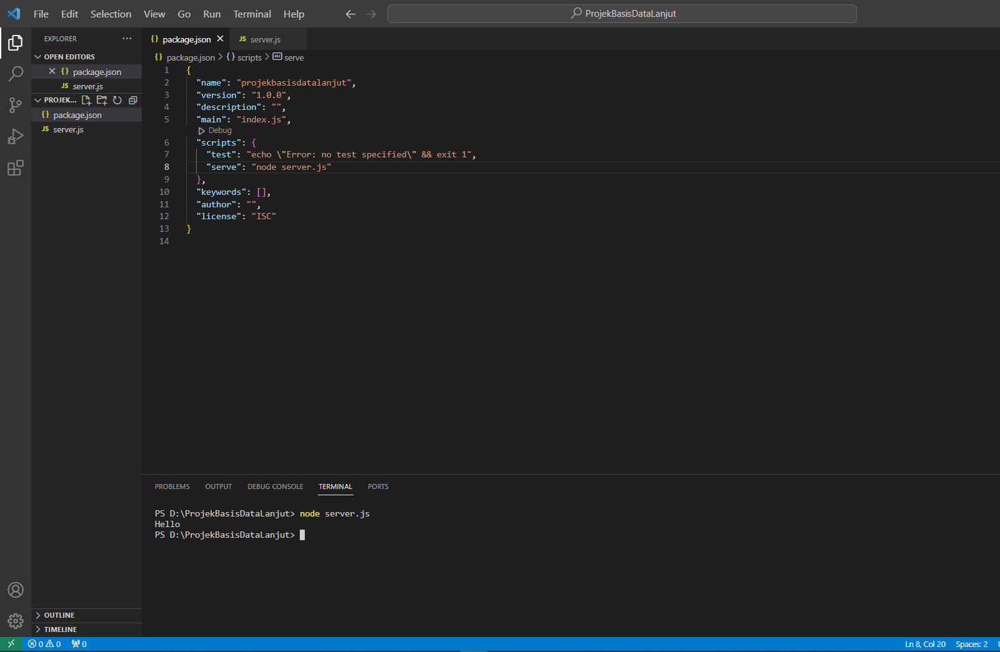 File Edit Selection View Go Run Terminal Help
ProjekBasisDataLanjut
EXPLORER
OPEN EDITORS
package.json
server.js
PROJEK...
package.json
server.js
OUTLINE
TIMELINE
package.json
JS server.js
package.json > {} scripts > abc serve
1 {
2 "name": "projekbasisdatalanjut",
3 "version": "1.0.0",
4 "description": "",
5 "main": "index.js",
Debug
6 "scripts": {
7 "test": "echo \"Error: no test specified\" && exit 1",
8 "serve": "node server.js"
9 },
10 "keywords": [],
11 "author": "",
12 "license": "ISC"
13 }
14
PROBLEMS OUTPUT DEBUG CONSOLE TERMINAL PORTS
PS D:\ProjekBasisDataLanjut> node server.js
Hello
PS D:\ProjekBasisDataLanjut>
0 0 0 Ln 8, Col 20 Spaces: 2